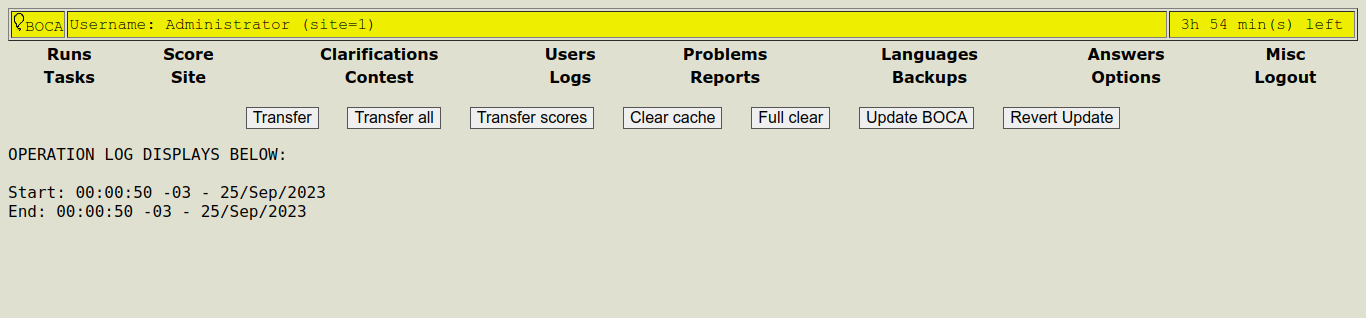 BOCA Username: Administrator (site=1) 3h 54 min(s) left
Runs Score Clarifications Users Problems Languages Answers Misc
Tasks Site Contest Logs Reports Backups Options Logout
Transfer Transfer all Transfer scores Clear cache Full clear Update BOCA Revert Update
OPERATION LOG DISPLAYS BELOW:
Start: 00:00:50 -03 - 25/Sep/2023
End: 00:00:50 -03 - 25/Sep/2023